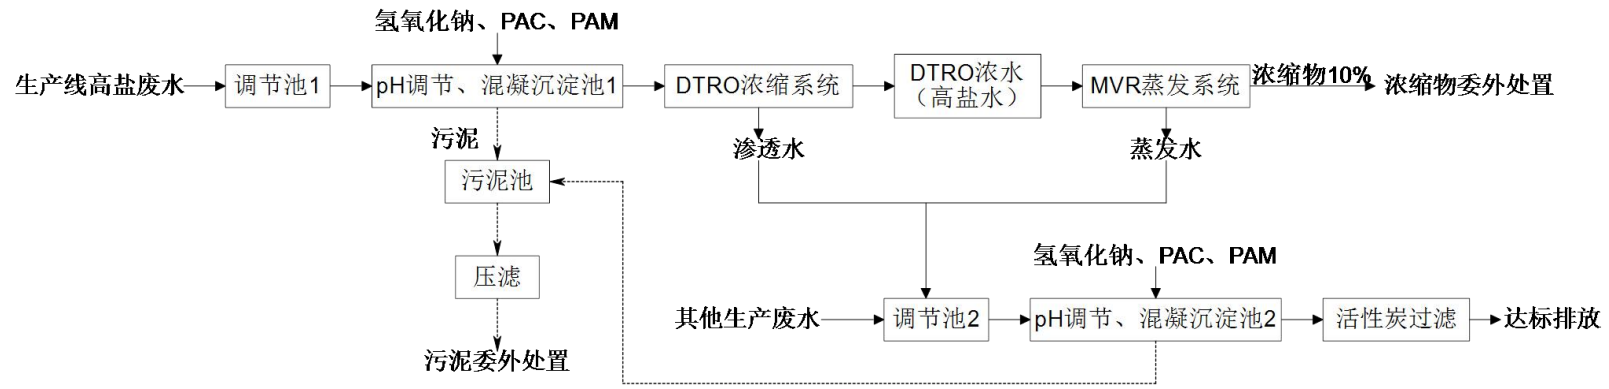 氢氧化钠、PAC、PAM
生产线高盐废水
调节池1
pH调节、混凝沉淀池1
DTRO浓缩系统
DTRO浓水
（高盐水）
MVR蒸发系统
浓缩物10%
浓缩物委外处置
污泥
渗透水
蒸发水
污泥池
压滤
污泥委外处置
氢氧化钠、PAC、PAM
其他生产废水
调节池2
pH调节、混凝沉淀池2
活性炭过滤
达标排放